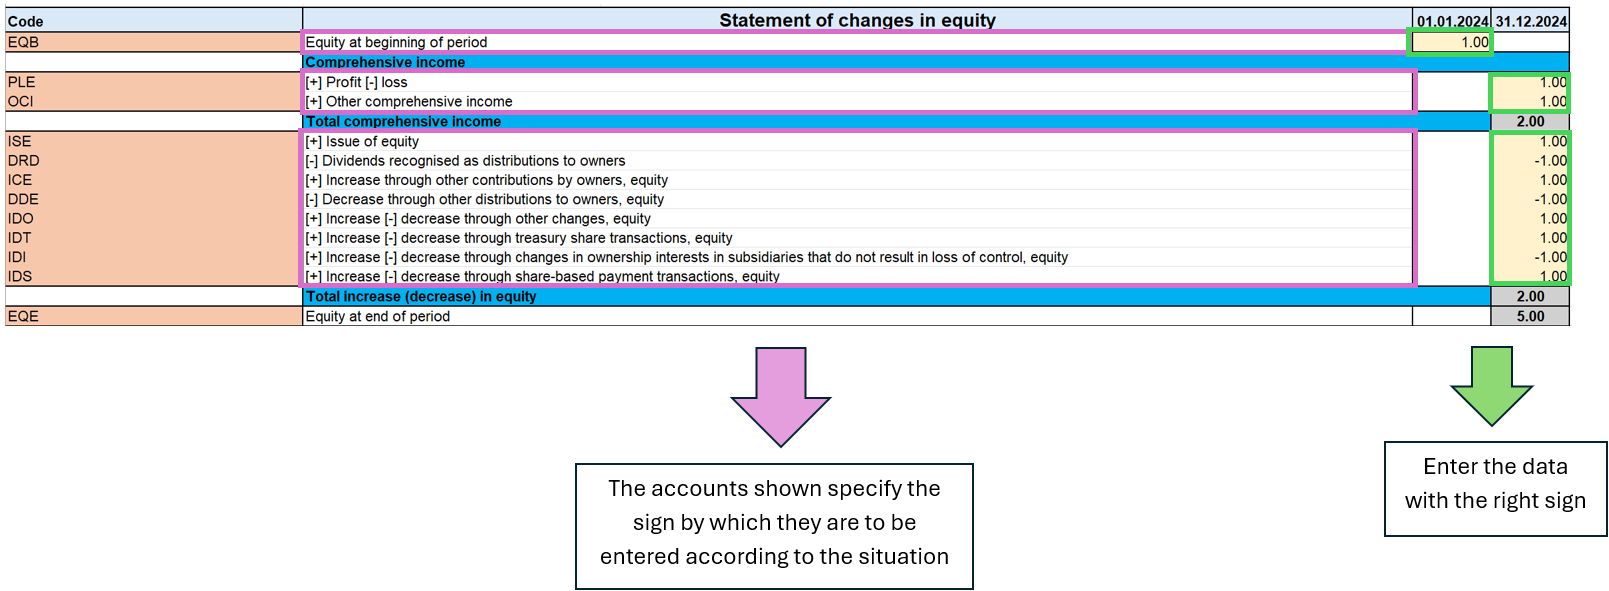 Code Statement of changes in equity 01.01.2024 31.12.2024
EQB Equity at beginning of period 1.00
Comprehensive income
PLE [+] Profit [-] loss 1.00
OCI [+] Other comprehensive income 1.00
Total comprehensive income 2.00
ISE [+] Issue of equity 1.00
DRD [-] Dividends recognised as distributions to owners -1.00
ICE [+] Increase through other contributions by owners, equity 1.00
DDE [-] Decrease through other distributions to owners, equity -1.00
IDO [+] Increase [-] decrease through other changes, equity 1.00
IDT [+] Increase [-] decrease through treasury share transactions, equity 1.00
IDI [+] Increase [-] decrease through changes in ownership interests in subsidiaries that do not result in loss of control, equity -1.00
IDS [+] Increase [-] decrease through share-based payment transactions, equity 1.00
Total increase (decrease) in equity 2.00
EQE Equity at end of period 5.00
The accounts shown specify the
sign by which they are to be
entered according to the situation
Enter the data
with the right sign